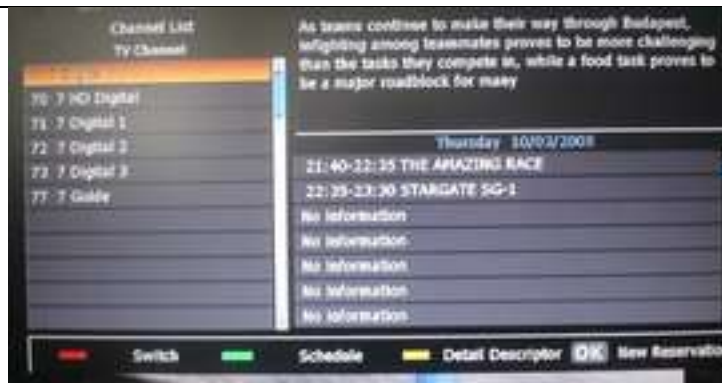 Channel List
TV Channel
70 7 HD Digital
71 7 Digital 1
72 7 Digital 2
73 7 Digital 3
77 7 Guide
As teams continue to make their way through Budapest,
infighting among teammates proves to be more challenging
than the tasks they compete in, while a food task proves to
be a major roadblock for many
Thursday
21:40-22:35 THE AMAZING RACE
22:35-23:30 STARGATE SG-1
No information
No information
No information
No information
No information
Switch
Schedule
Detail Descriptor
OK New Reservatio